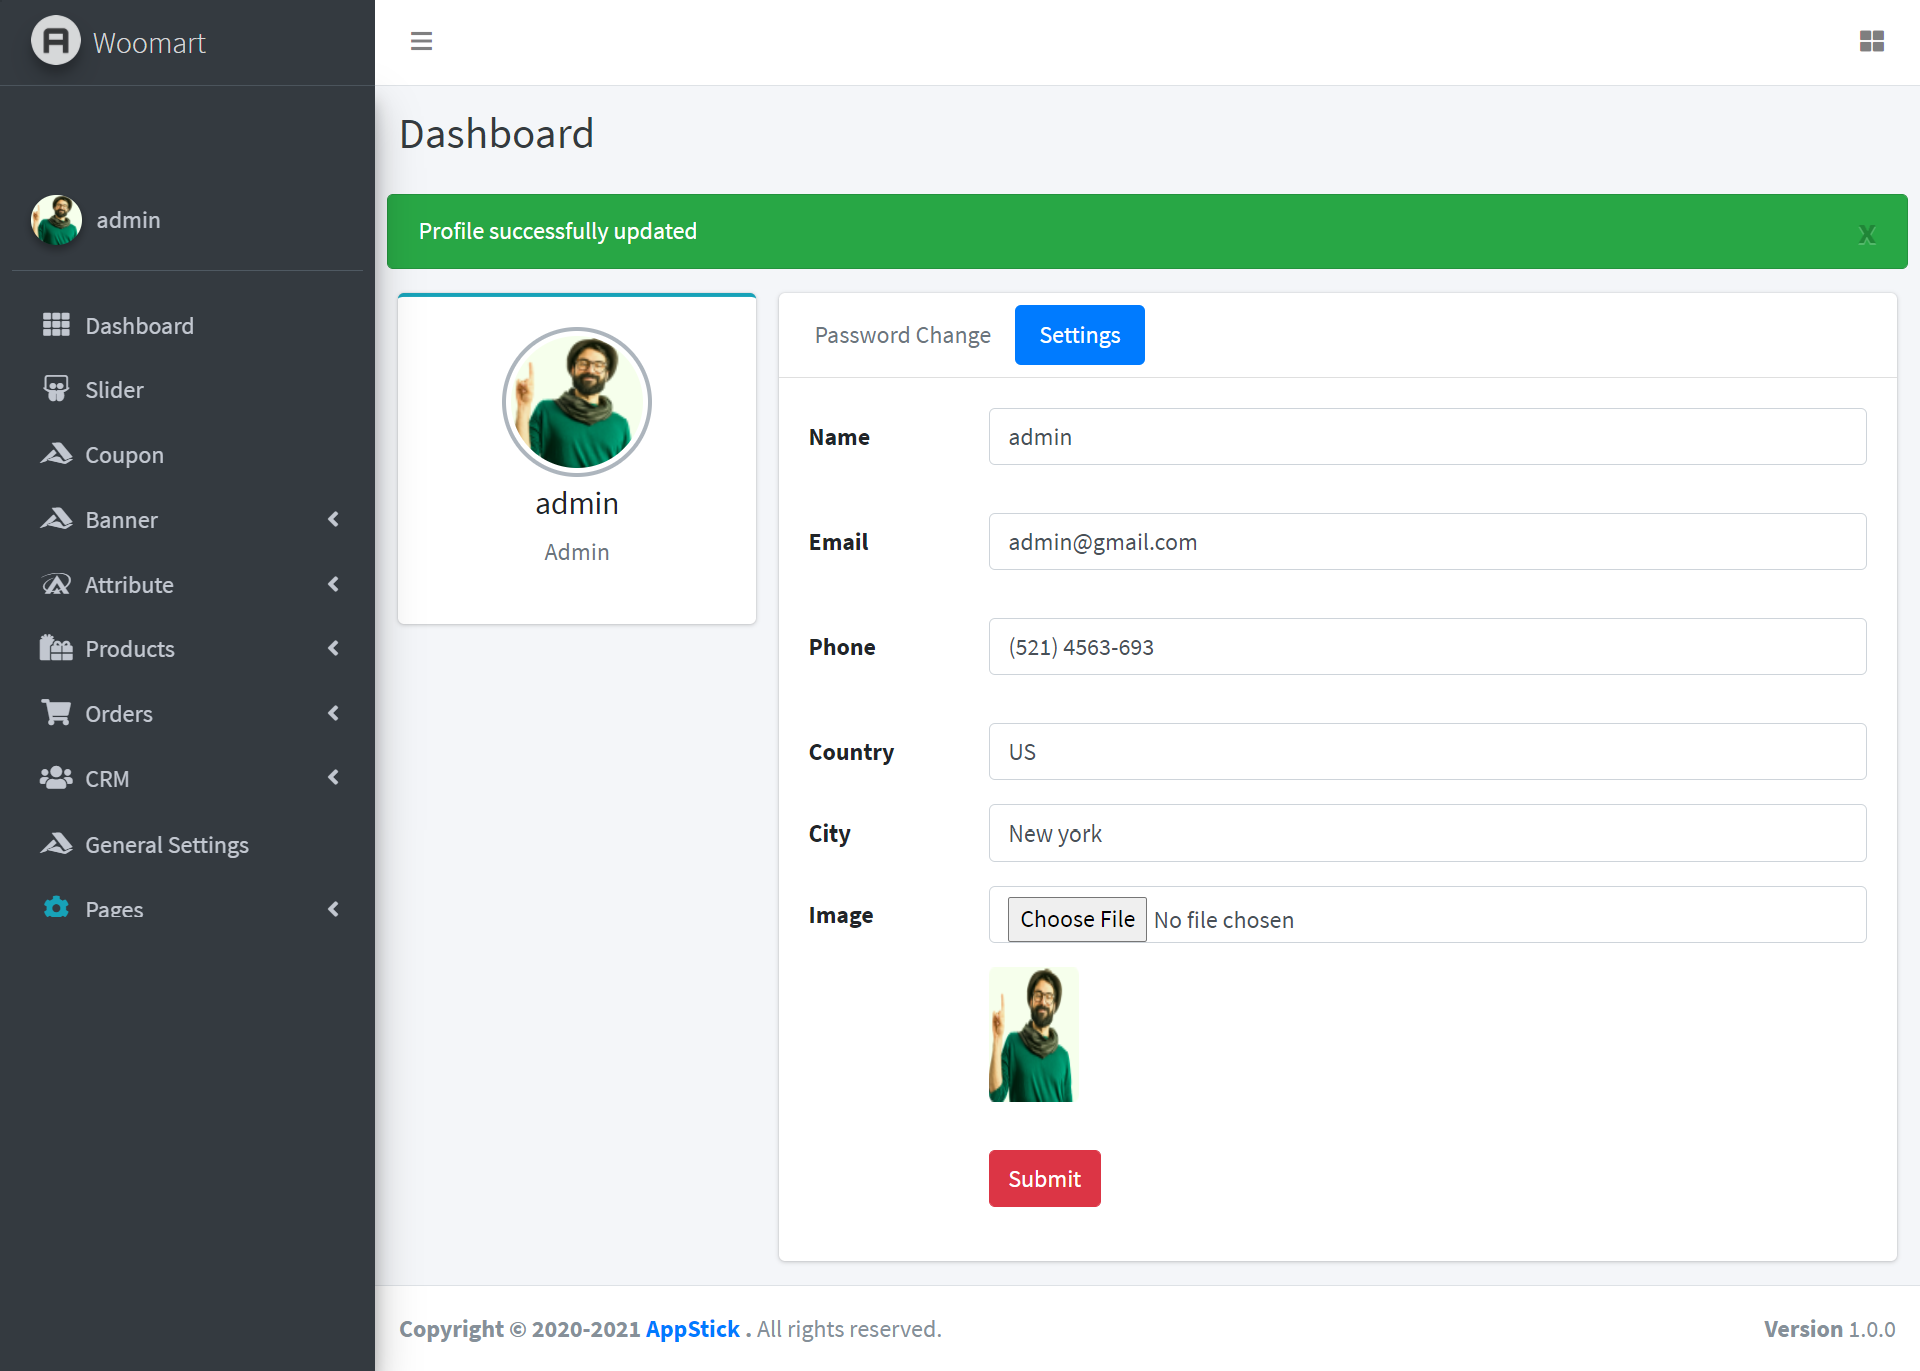 Woomart
Dashboard
Profile successfully updated
x
admin
Dashboard
Slider
Coupon
Banner
Attribute
Products
Orders
CRM
General Settings
Pages
admin
Admin
Password Change
Settings
Name
admin
Email
admin@gmail.com
Phone
(521) 4563-693
Country
US
City
New york
Image
Choose File No file chosen
Submit
Copyright © 2020-2021 AppStick . All rights reserved.
Version 1.0.0